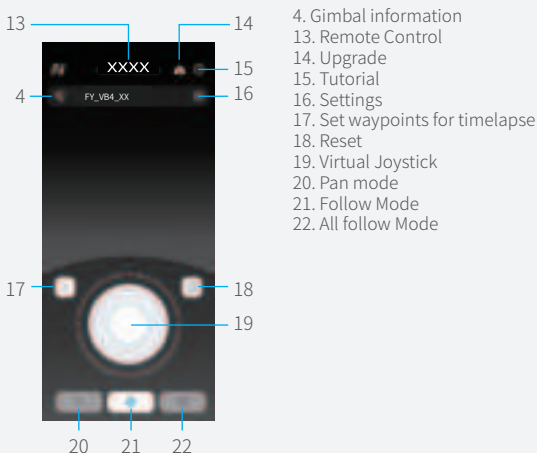 13
14
XXXX
15
4
FY_VB4_XX
16
17
18
19
20
21
22
4. Gimbal information
13. Remote Control
14. Upgrade
15. Tutorial
16. Settings
17. Set waypoints for timelapse
18. Reset
19. Virtual Joystick
20. Pan mode
21. Follow Mode
22. All follow Mode